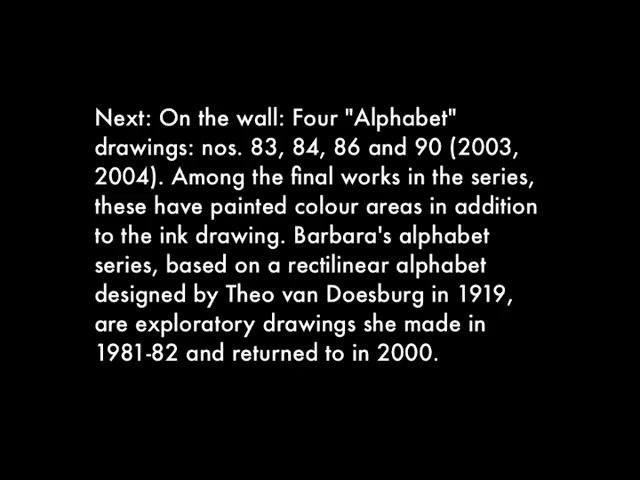 Next: On the wall: Four "Alphabet"
drawings: nos. 83, 84, 86 and 90 (2003,
2004). Among the final works in the series,
these have painted colour areas in addition
to the ink drawing. Barbara's alphabet
series, based on a rectilinear alphabet
designed by Theo van Doesburg in 1919,
are exploratory drawings she made in
1981-82 and returned to in 2000.